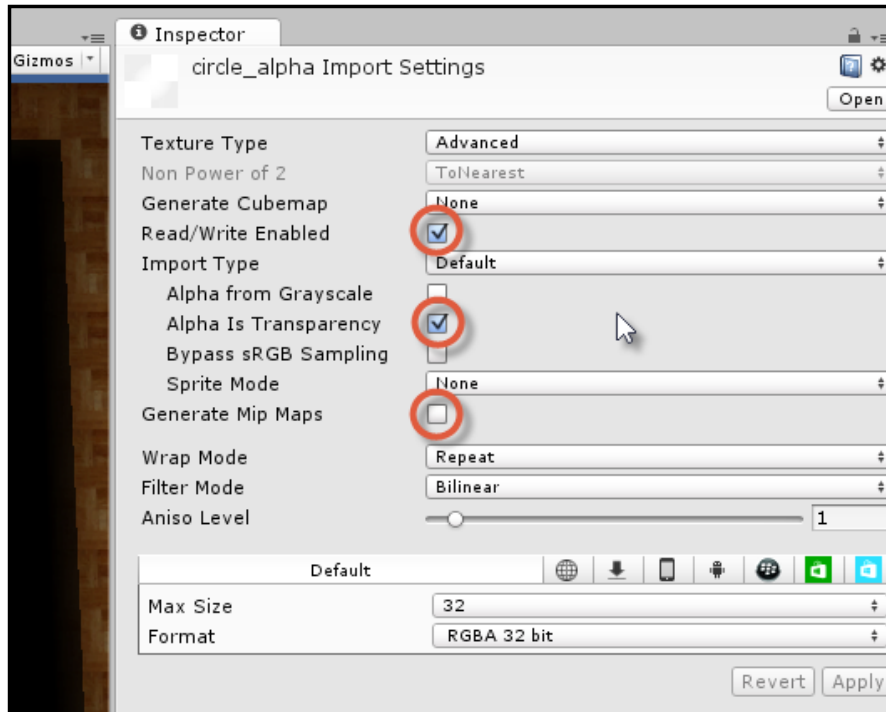 Inspector
Gizmos
circle_alpha Import Settings
Open
Texture Type Advanced
Non Power of 2 ToNearest
Generate Cubemap None
Read/Write Enabled
Import Type Default
Alpha from Grayscale
Alpha Is Transparency
Bypass sRGB Sampling
Sprite Mode None
Generate Mip Maps
Wrap Mode Repeat
Filter Mode Bilinear
Aniso Level 1
Default
Max Size 32
Format RGBA 32 bit
Revert Apply